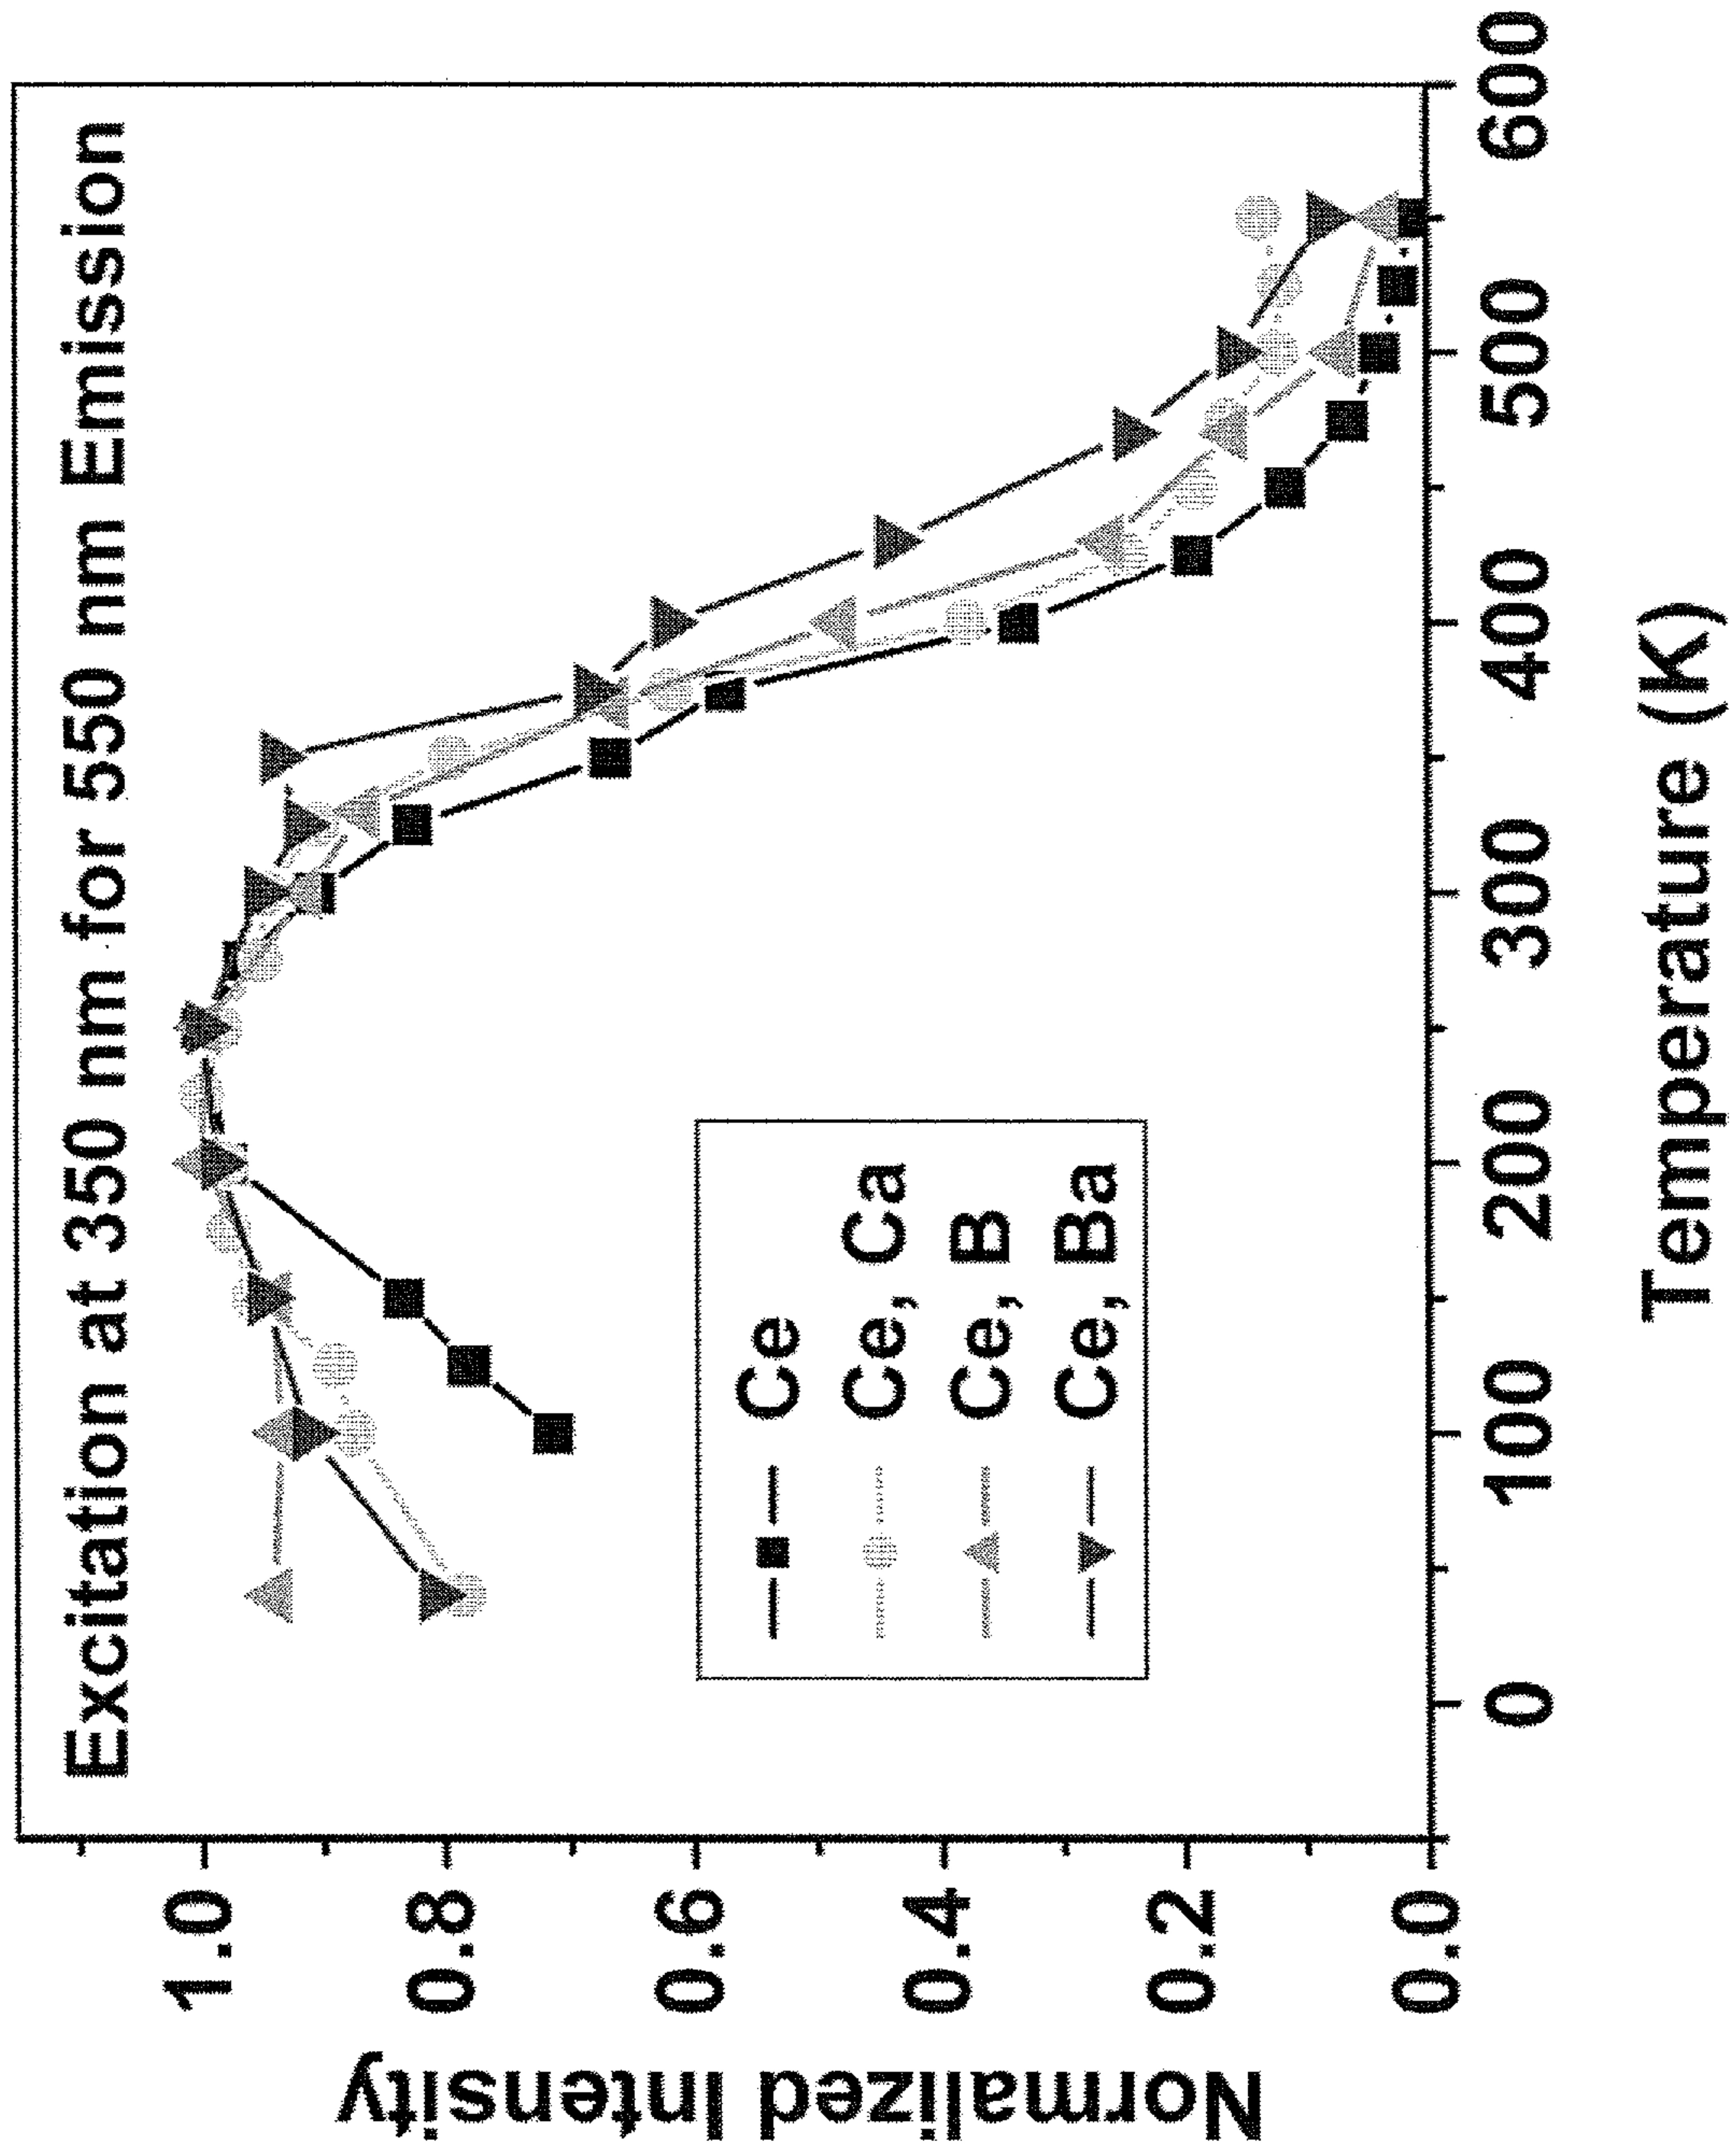 Excitation at 350 nm for 550 nm Emission
Normalized Intensity
1.0
0.8
0.6
0.4
0.2
0.0
Ce
Ce, Ca
Ce, B
Ce, Ba
0 100 200 300 400 500 600
Temperature (K)